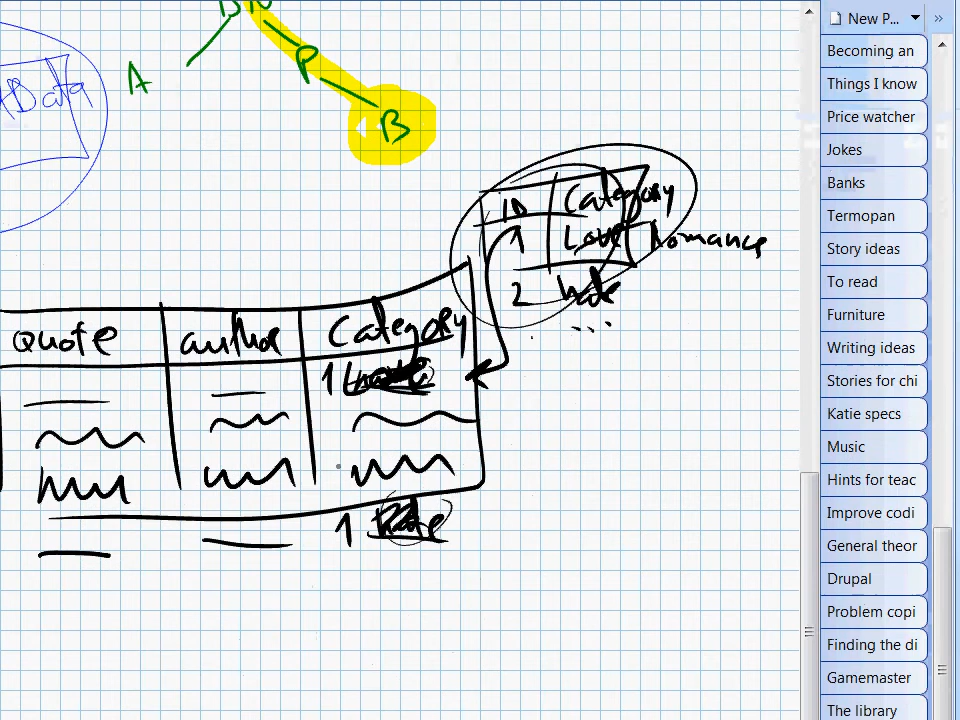 Data
A
P
B
ID Category
1 Love Romance
2 hate
...
Quote author Category
1
1
New P...
Becoming an
Things I know
Price watcher
Jokes
Banks
Termopan
Story ideas
To read
Furniture
Writing ideas
Stories for chi
Katie specs
Music
Hints for teac
Improve codi
General theor
Drupal
Problem copi
Finding the di
Gamemaster
The library